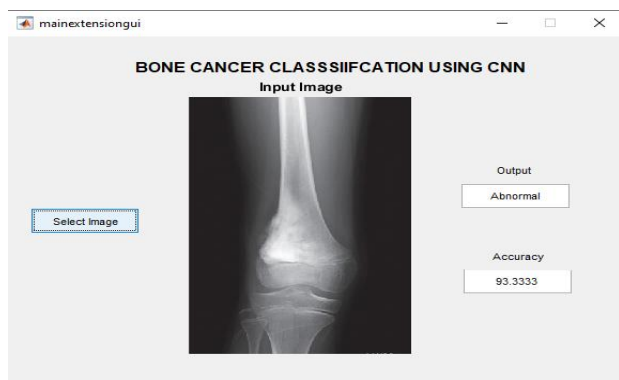 mainextensiongui
BONE CANCER CLASSSIIFCATION USING CNN
Input Image
Output
Abnormal
Select Image
Accuracy
93.3333